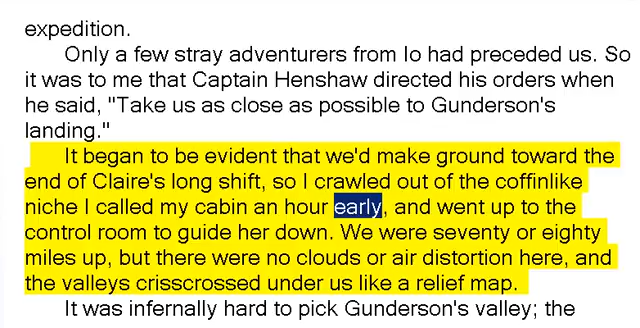 expedition.
Only a few stray adventurers from Io had preceded us. So
it was to me that Captain Henshaw directed his orders when
he said, "Take us as close as possible to Gunderson's
landing."
It began to be evident that we'd make ground toward the
end of Claire's long shift, so I crawled out of the coffinlike
niche I called my cabin an hour early, and went up to the
control room to guide her down. We were seventy or eighty
miles up, but there were no clouds or air distortion here, and
the valleys crisscrossed under us like a relief map.
It was infernally hard to pick Gunderson's valley; the